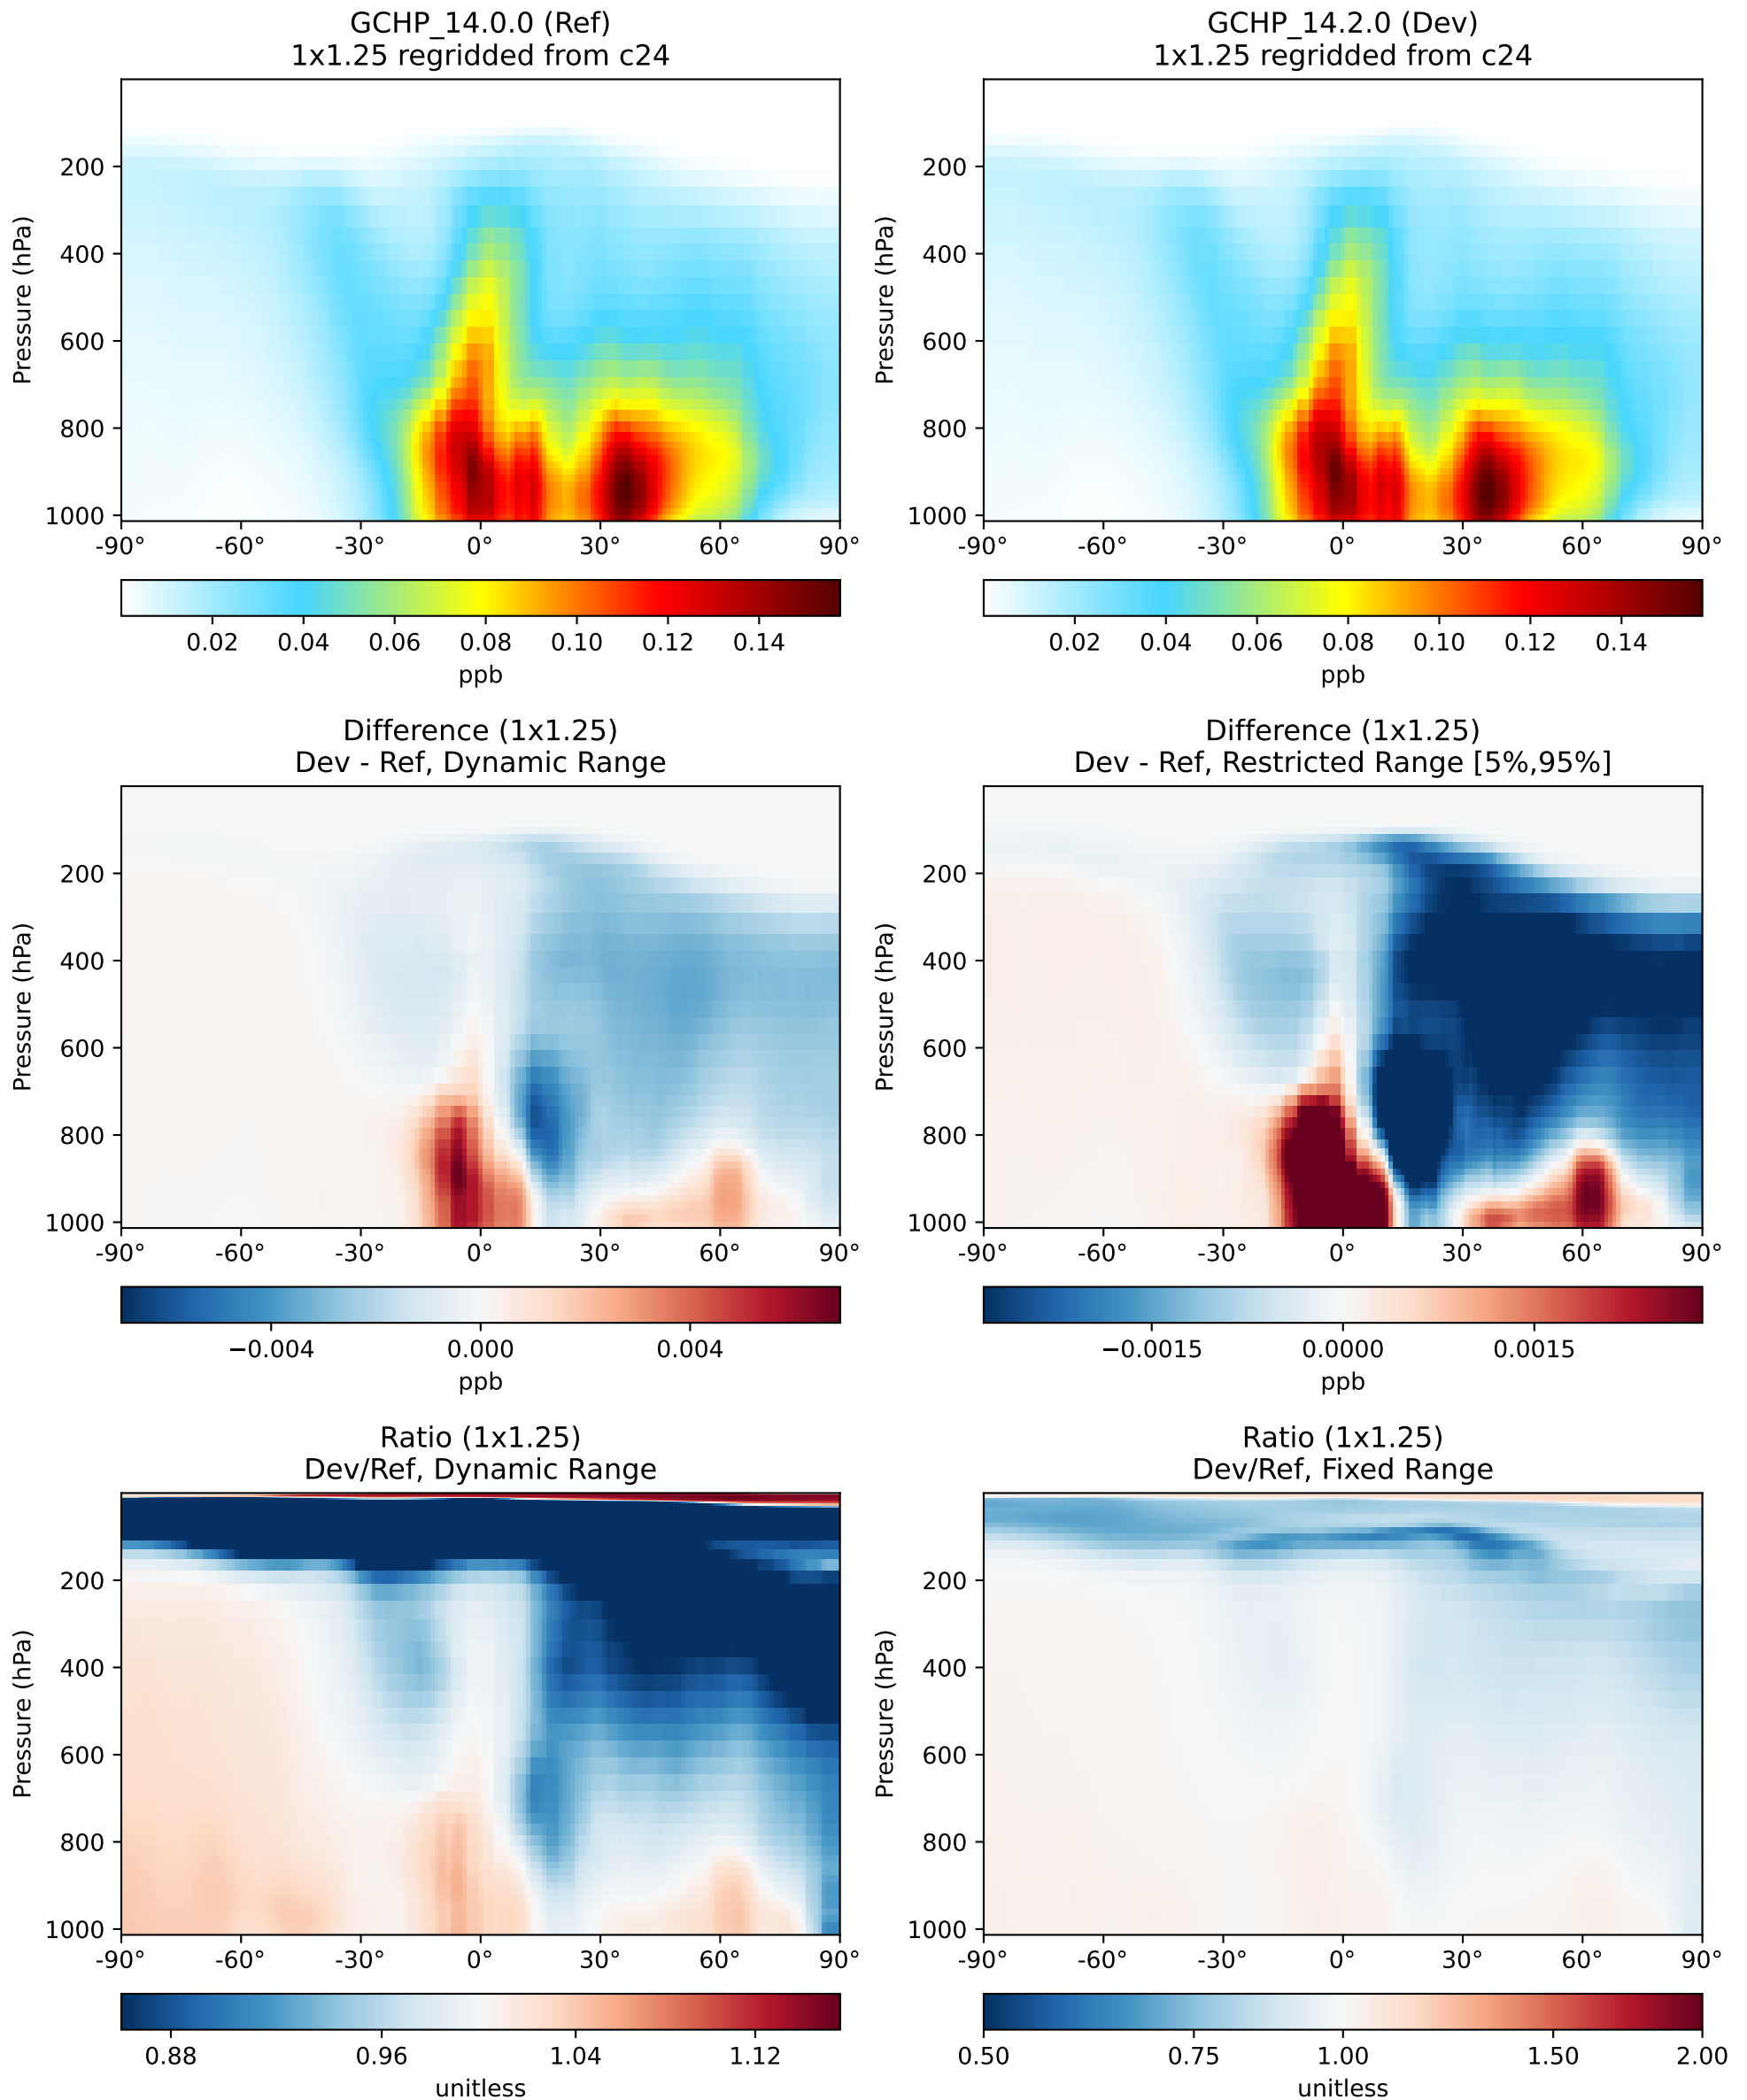 GCHP_14.0.0 (Ref)
1x1.25 regridded from c24
Pressure (hPa)
200
400
600
800
1000
-90° -60° -30° 0° 30° 60° 90°
0.02 0.04 0.06 0.08 0.10 0.12 0.14
ppb
GCHP_14.2.0 (Dev)
1x1.25 regridded from c24
Pressure (hPa)
200
400
600
800
1000
-90° -60° -30° 0° 30° 60° 90°
0.02 0.04 0.06 0.08 0.10 0.12 0.14
ppb
Difference (1x1.25)
Dev - Ref, Dynamic Range
Pressure (hPa)
200
400
600
800
1000
-90° -60° -30° 0° 30° 60° 90°
−0.004 0.000 0.004
ppb
Difference (1x1.25)
Dev - Ref, Restricted Range [5%,95%]
Pressure (hPa)
200
400
600
800
1000
-90° -60° -30° 0° 30° 60° 90°
−0.0015 0.0000 0.0015
ppb
Ratio (1x1.25)
Dev/Ref, Dynamic Range
Pressure (hPa)
200
400
600
800
1000
-90° -60° -30° 0° 30° 60° 90°
0.88 0.96 1.04 1.12
unitless
Ratio (1x1.25)
Dev/Ref, Fixed Range
Pressure (hPa)
200
400
600
800
1000
-90° -60° -30° 0° 30° 60° 90°
0.50 0.75 1.00 1.50 2.00
unitless